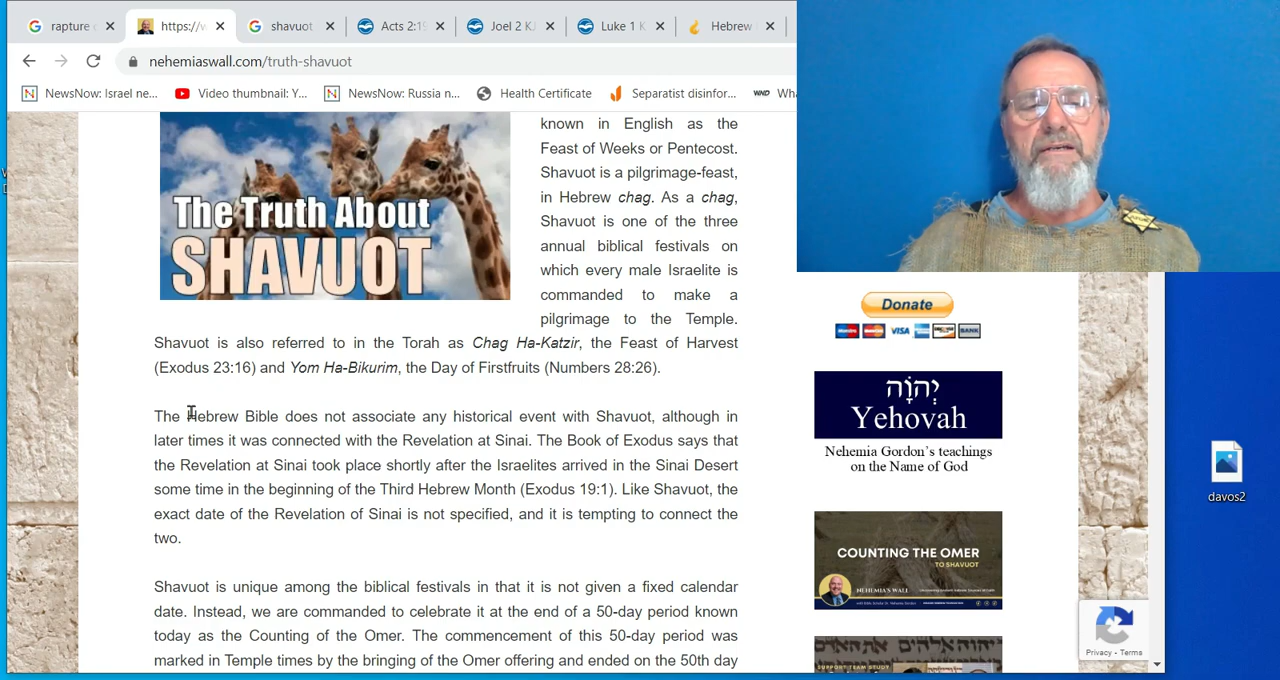 rapture
https://w
shavuot
Acts 2:1
Joel 2 KJ
Luke 1 K
Hebrew
nehemiaswall.com/truth-shavuot
NewsNow: Israel ne...
Video thumbnail: Y...
NewsNow: Russia n...
Health Certificate
Separatist disinfor...
WND
Wha
The Truth About
SHAVUOT
known in English as the
Feast of Weeks or Pentecost.
Shavuot is a pilgrimage-feast,
in Hebrew chag. As a chag,
Shavuot is one of the three
annual biblical festivals on
which every male Israelite is
commanded to make a
pilgrimage to the Temple.
Shavuot is also referred to in the Torah as Chag Ha-Katzir, the Feast of Harvest
(Exodus 23:16) and Yom Ha-Bikurim, the Day of Firstfruits (Numbers 28:26).
The Hebrew Bible does not associate any historical event with Shavuot, although in
later times it was connected with the Revelation at Sinai. The Book of Exodus says that
the Revelation at Sinai took place shortly after the Israelites arrived in the Sinai Desert
some time in the beginning of the Third Hebrew Month (Exodus 19:1). Like Shavuot, the
exact date of the Revelation of Sinai is not specified, and it is tempting to connect the
two.
Shavuot is unique among the biblical festivals in that it is not given a fixed calendar
date. Instead, we are commanded to celebrate it at the end of a 50-day period known
today as the Counting of the Omer. The commencement of this 50-day period was
marked in Temple times by the bringing of the Omer offering and ended on the 50th day
Donate
VISA
BANK
יְהוָֹה
Yehovah
Nehemia Gordon's teachings
on the Name of God
COUNTING THE OMER
TO SHAVUOT
NEHEMIA'S WALL
SUPPORT TEAM STUDY
Privacy - Terms
davos2